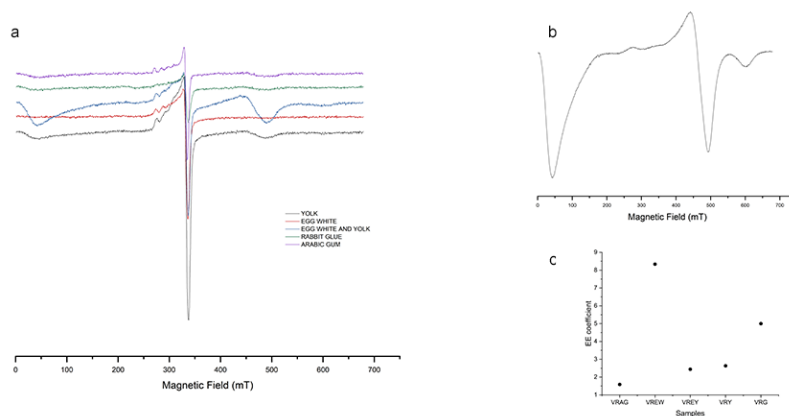 a
YOLK
EGG WHITE
EGG WHITE AND YOLK
RABBIT GLUE
ARABIC GUM
0 100 200 300 400 500 600 700
Magnetic Field (mT)
b
0 100 200 300 400 500 600 700
Magnetic Field (mT)
c
9
8
7
6
5
4
3
2
1
EE coefficient
VRAG VREW VREY VRY VRG
Samples